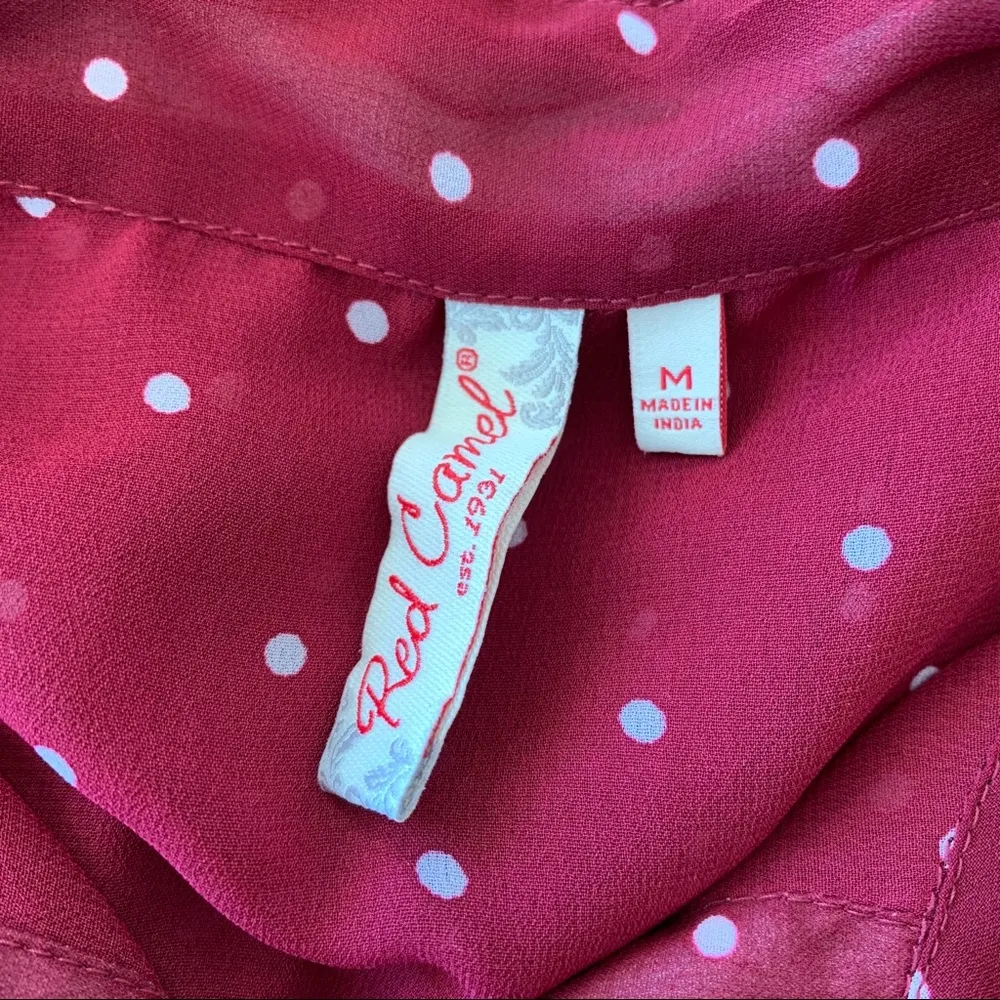 Red Camel®
est. 1931
M
MADE IN
INDIA